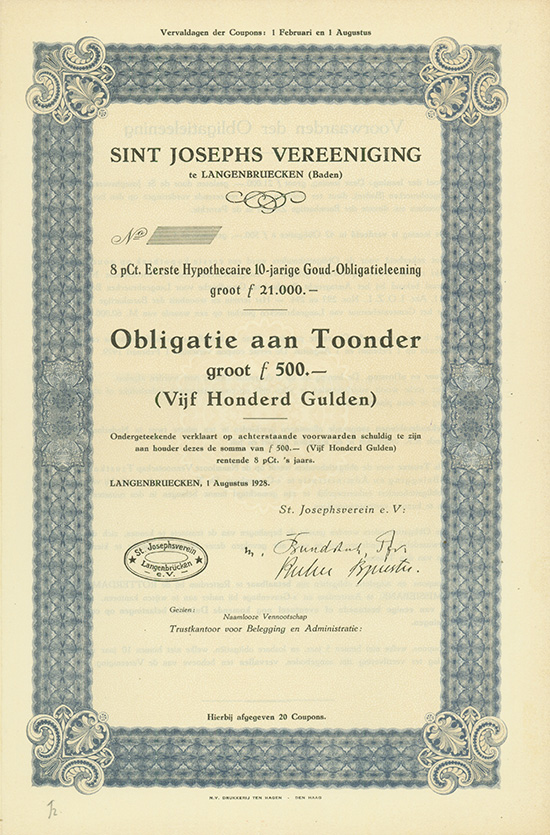 Vervaldagen der Coupons: 1 Februari en 1 Augustus
SINT JOSEPHS VEREENIGING
te LANGENBRUECKEN (Baden)
No
8 pCt. Eerste Hypothecaire 10-jarige Goud-Obligatieleening
groot ƒ 21.000.—
Obligatie aan Toonder
groot ƒ 500.—
(Vijf Honderd Gulden)
Ondergeteekende verklaart op achterstaande voorwaarden schuldig te zijn
aan houder dezes de somma van ƒ 500.— (Vijf Honderd Gulden)
rentende 8 pCt. 's jaars.
LANGENBRUECKEN, 1 Augustus 1928.
St. Josephsverein e. V:
St. Josephsverein
Langenbrücken
e. V.
Gezien:
Naamlooze Vennootschap
Trustkantoor voor Belegging en Administratie:
Hierbij afgegeven 20 Coupons.
N.V. DRUKKERIJ TEN HAGEN - DEN HAAG